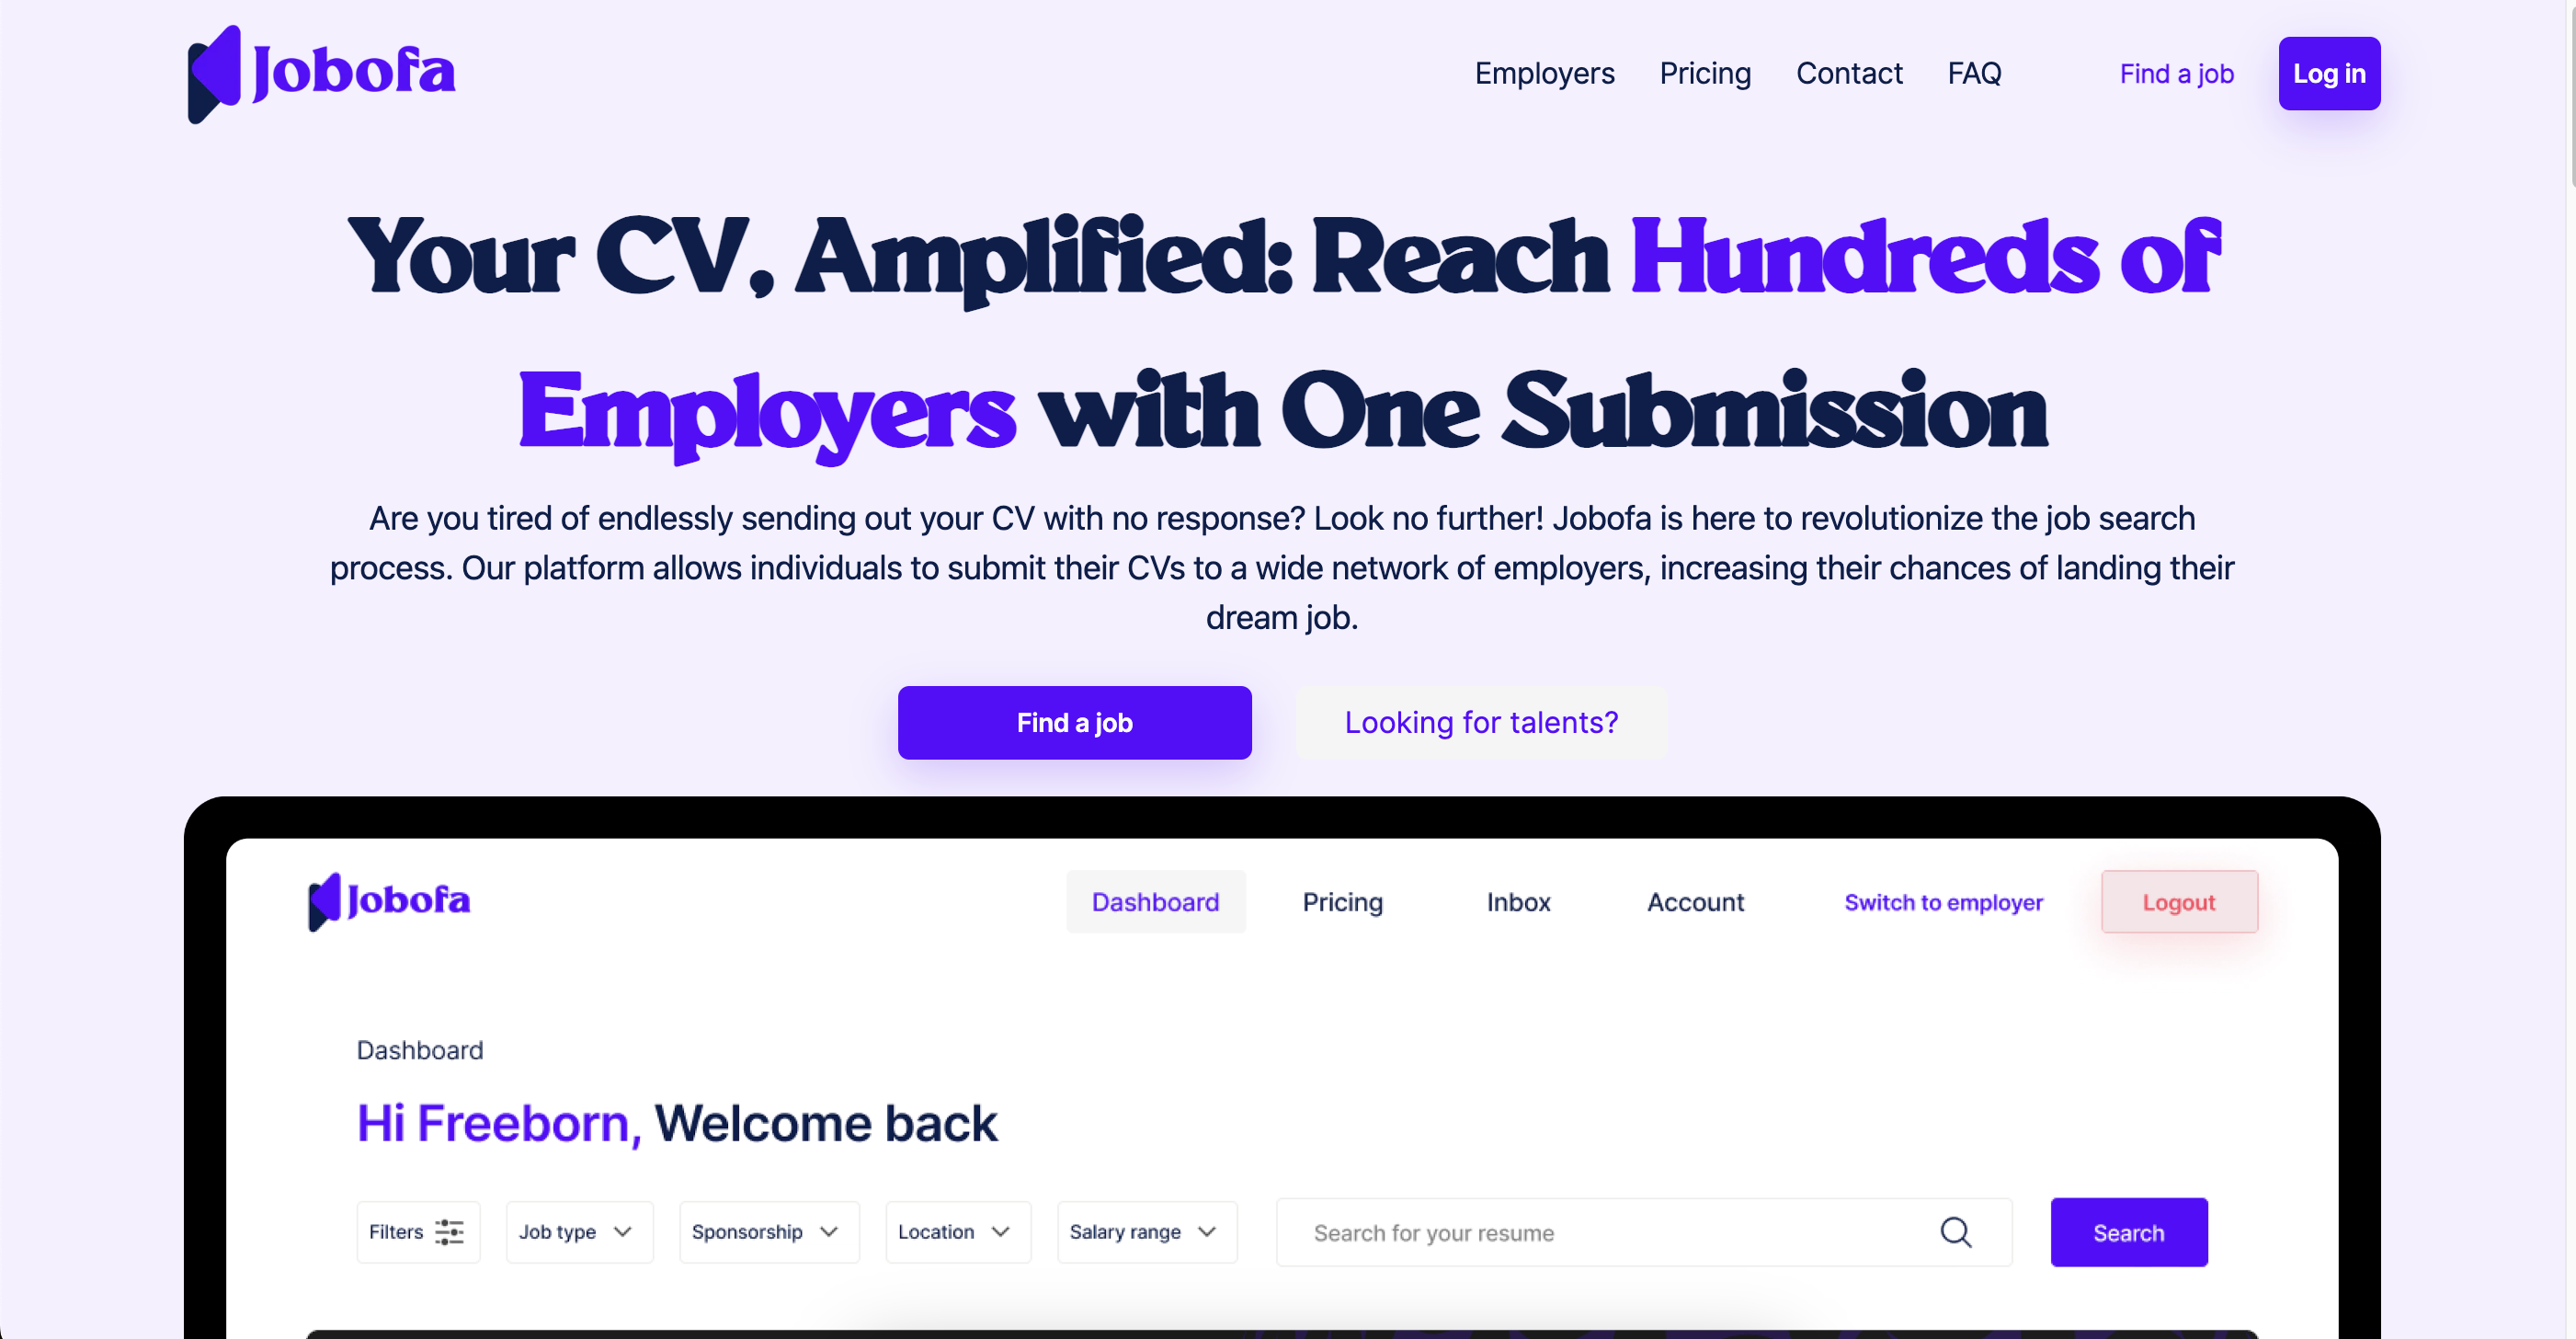 Jobofa
Employers Pricing Contact FAQ Find a job Log in
Your CV, Amplified: Reach Hundreds of
Employers with One Submission
Are you tired of endlessly sending out your CV with no response? Look no further! Jobofa is here to revolutionize the job search
process. Our platform allows individuals to submit their CVs to a wide network of employers, increasing their chances of landing their
dream job.
Find a job Looking for talents?
Jobofa
Dashboard Pricing Inbox Account Switch to employer Logout
Dashboard
Hi Freeborn, Welcome back
Filters Job type Sponsorship Location Salary range Search for your resume Search